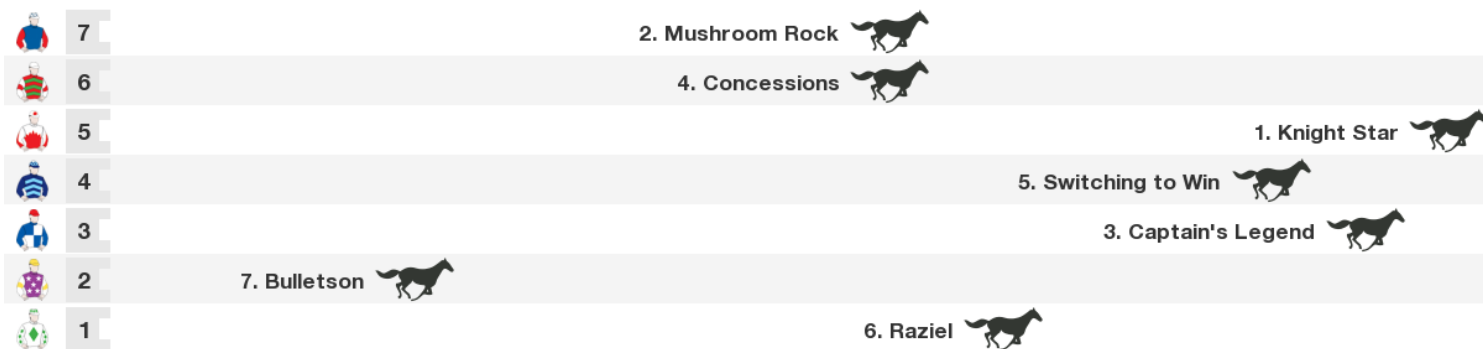 7 2. Mushroom Rock
6 4. Concessions
5 1. Knight Star
4 5. Switching to Win
3 3. Captain's Legend
2 7. Bulletson
1 6. Raziel